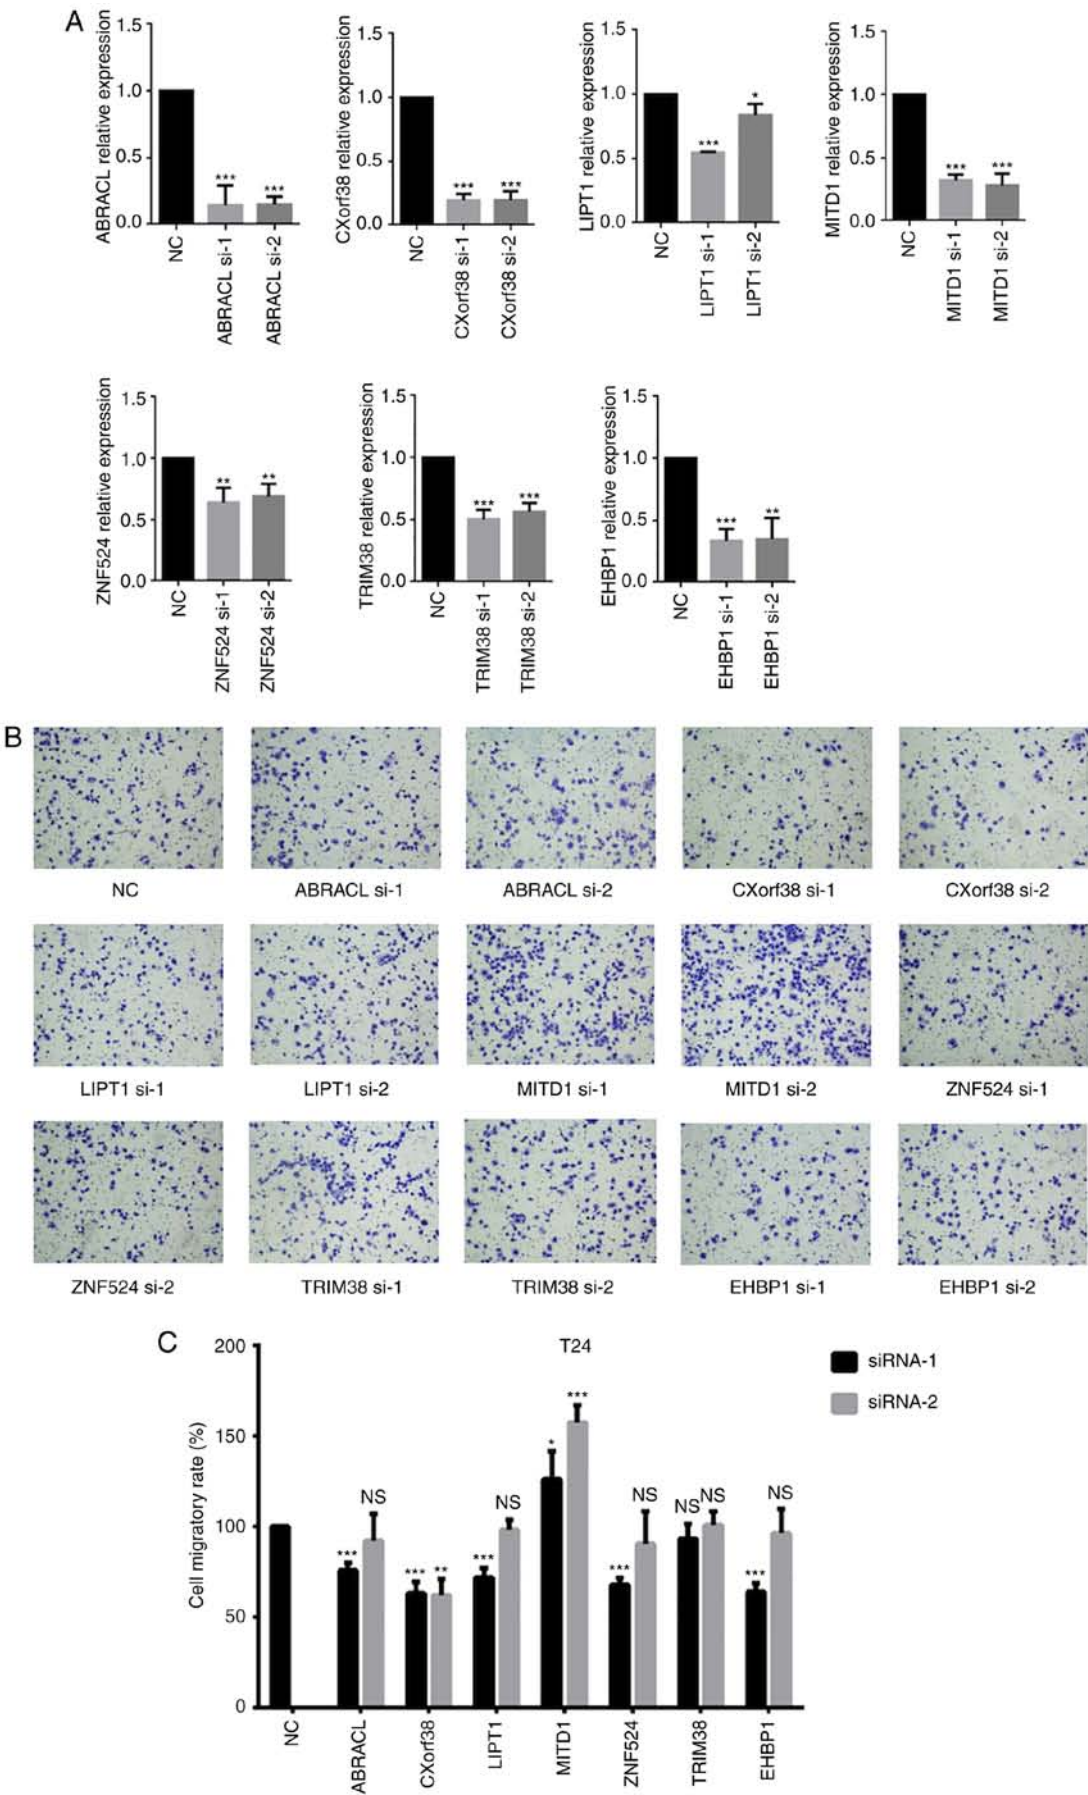 A
ABRACL relative expression
1.5
1.0
0.5
0.0
***
***
NC
ABRACL si-1
ABRACL si-2
CXorf38 relative expression
1.5
1.0
0.5
0.0
***
***
NC
CXorf38 si-1
CXorf38 si-2
LIPT1 relative expression
1.5
1.0
0.5
0.0
***
*
NC
LIPT1 si-1
LIPT1 si-2
MITD1 relative expression
1.5
1.0
0.5
0.0
***
***
NC
MITD1 si-1
MITD1 si-2
ZNF524 relative expression
1.5
1.0
0.5
0.0
**
**
NC
ZNF524 si-1
ZNF524 si-2
TRIM38 relative expression
1.5
1.0
0.5
0.0
***
***
NC
TRIM38 si-1
TRIM38 si-2
EHBP1 relative expression
1.5
1.0
0.5
0.0
***
**
NC
EHBP1 si-1
EHBP1 si-2
B
NC
ABRACL si-1
ABRACL si-2
CXorf38 si-1
CXorf38 si-2
LIPT1 si-1
LIPT1 si-2
MITD1 si-1
MITD1 si-2
ZNF524 si-1
ZNF524 si-2
TRIM38 si-1
TRIM38 si-2
EHBP1 si-1
EHBP1 si-2
C
T24
siRNA-1
siRNA-2
Cell migratory rate (%)
200
150
100
50
0
***
NS
***
**
***
NS
*
***
***
NS
NS
NS
***
NS
NC
ABRACL
CXorf38
LIPT1
MITD1
ZNF524
TRIM38
EHBP1